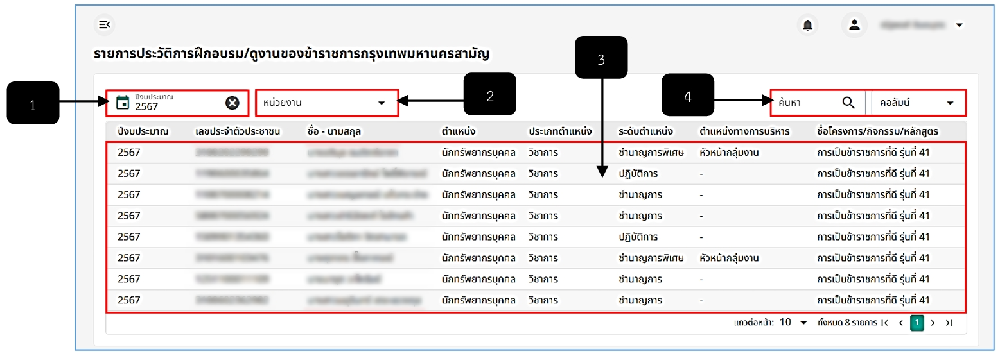 รายการประวัติการฝึกอบรม/ดูงานของข้าราชการกรุงเทพมหานครสามัญ
3
1
ปีงบประมาณ
2567
หน่วยงาน
2
4
ค้นหา
คอลัมน์
ปีงบประมาณ เลขประจำตัวประชาชน ชื่อ - นามสกุล ตำแหน่ง ประเภทตำแหน่ง ระดับตำแหน่ง ตำแหน่งทางการบริหาร ชื่อโครงการ/กิจกรรม/หลักสูตร
2567 นักทรัพยากรบุคคล วิชาการ ชำนาญการพิเศษ หัวหน้ากลุ่มงาน การเป็นข้าราชการที่ดี รุ่นที่ 41
2567 นักทรัพยากรบุคคล วิชาการ ปฏิบัติการ - การเป็นข้าราชการที่ดี รุ่นที่ 41
2567 นักทรัพยากรบุคคล วิชาการ ชำนาญการ - การเป็นข้าราชการที่ดี รุ่นที่ 41
2567 นักทรัพยากรบุคคล วิชาการ ชำนาญการ - การเป็นข้าราชการที่ดี รุ่นที่ 41
2567 นักทรัพยากรบุคคล วิชาการ ปฏิบัติการ - การเป็นข้าราชการที่ดี รุ่นที่ 41
2567 นักทรัพยากรบุคคล วิชาการ ชำนาญการพิเศษ หัวหน้ากลุ่มงาน การเป็นข้าราชการที่ดี รุ่นที่ 41
2567 นักทรัพยากรบุคคล วิชาการ ชำนาญการ - การเป็นข้าราชการที่ดี รุ่นที่ 41
2567 นักทรัพยากรบุคคล วิชาการ ชำนาญการ - การเป็นข้าราชการที่ดี รุ่นที่ 41
แถวต่อหน้า: 10 ทั้งหมด 8 รายการ 1